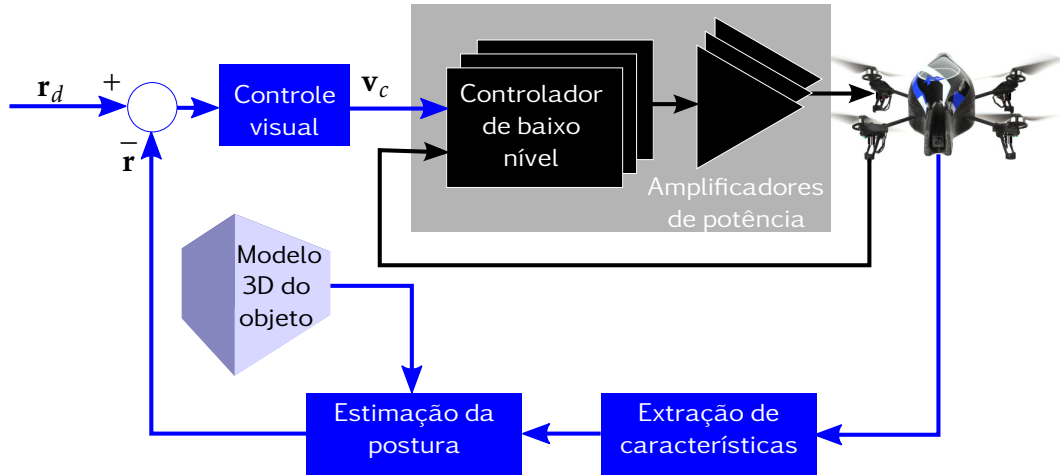 r_d
+
r̄
Controle
visual
v_c
Controlador
de baixo
nível
Amplificadores
de potência
Modelo
3D do
objeto
Estimação da
postura
Extração de
características